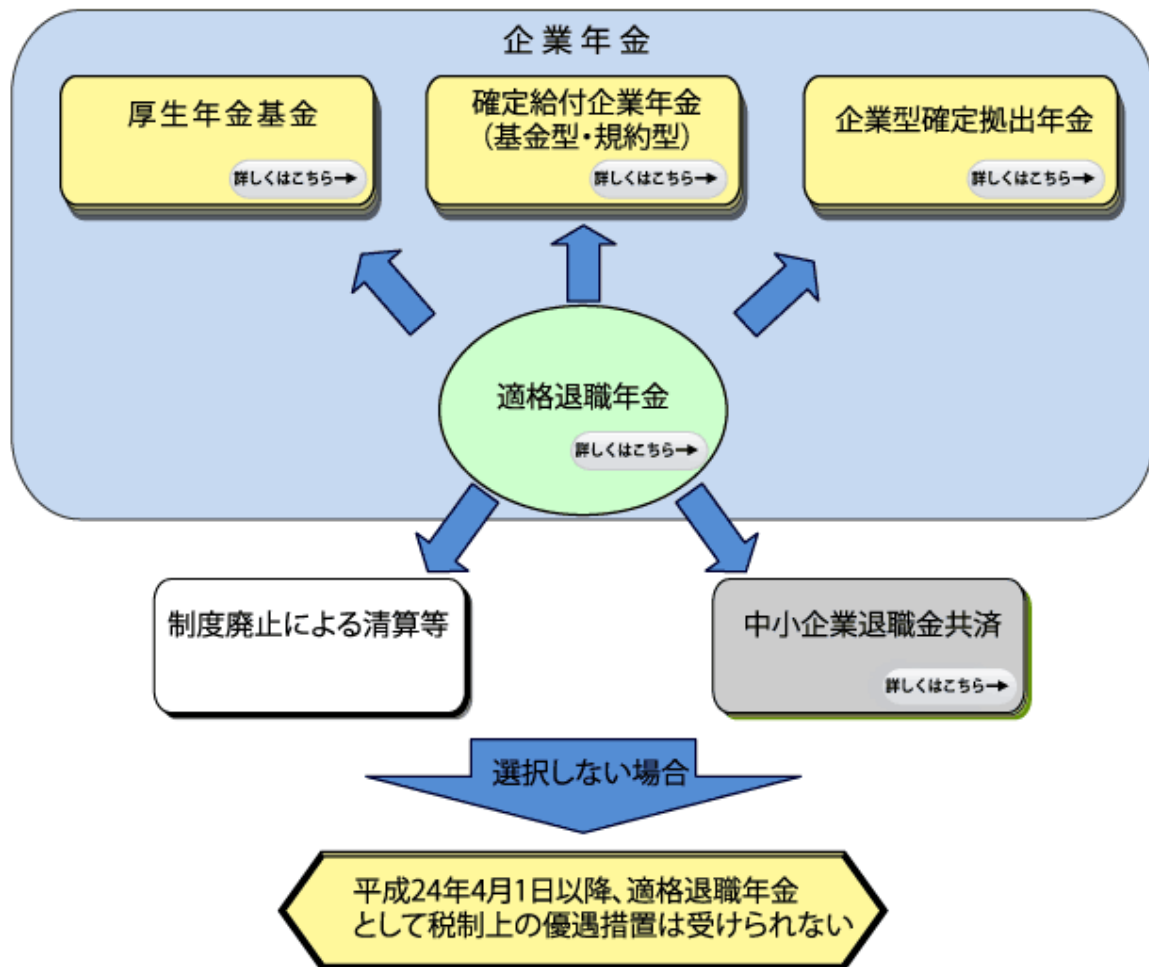 企業年金
厚生年金基金
詳しくはこちら→
確定給付企業年金
(基金型・規約型)
詳しくはこちら→
企業型確定拠出年金
詳しくはこちら→
適格退職年金
詳しくはこちら→
制度廃止による清算等
中小企業退職金共済
詳しくはこちら→
選択しない場合
平成24年4月1日以降、適格退職年金
として税制上の優遇措置は受けられない